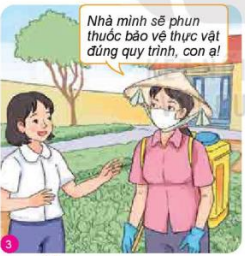 Nhà mình sẽ phun
thuốc bảo vệ thực vật
đúng quy trình, con ạ!
3